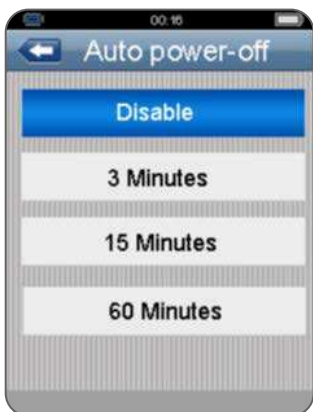 00:16
Auto power-off
Disable
3 Minutes
15 Minutes
60 Minutes